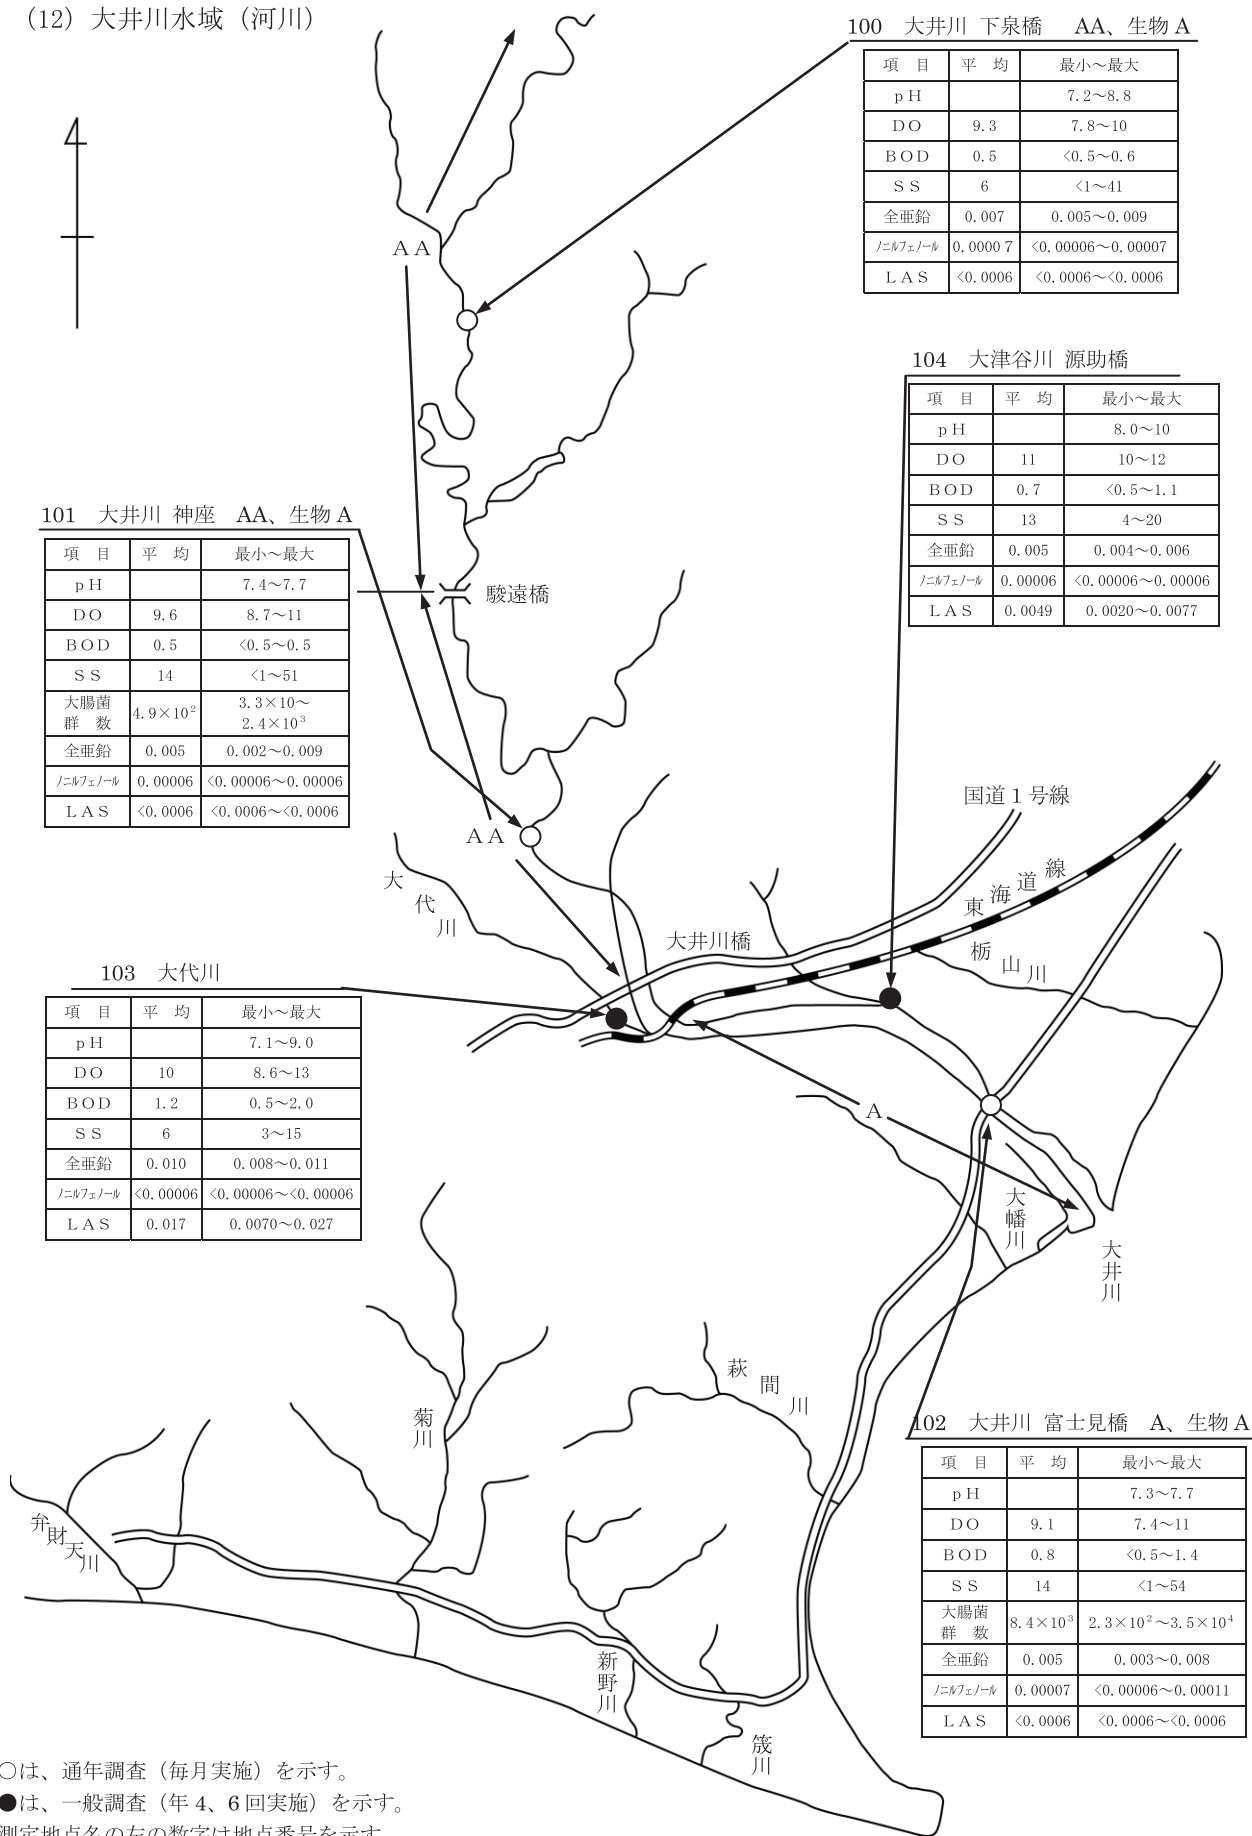 (12) 大井川水域（河川）
100 大井川 下泉橋 AA、生物 A
項 目 平 均 最小～最大
pH 7.2～8.8
DO 9.3 7.8～10
BOD 0.5 <0.5～0.6
SS 6 <1～41
全亜鉛 0.007 0.005～0.009
ノニルフェノール 0.0000 7 <0.00006～0.00007
LAS <0.0006 <0.0006～<0.0006
AA
104 大津谷川 源助橋
項 目 平 均 最小～最大
pH 8.0～10
DO 11 10～12
BOD 0.7 <0.5～1.1
SS 13 4～20
全亜鉛 0.005 0.004～0.006
ノニルフェノール 0.00006 <0.00006～0.00006
LAS 0.0049 0.0020～0.0077
101 大井川 神座 AA、生物 A
項 目 平 均 最小～最大
pH 7.4～7.7
DO 9.6 8.7～11
BOD 0.5 <0.5～0.5
SS 14 <1～51
大腸菌 3.3×10～
群 数 4.9×10² 2.4×10³
全亜鉛 0.005 0.002～0.009
ノニルフェノール 0.00006 <0.00006～0.00006
LAS <0.0006 <0.0006～<0.0006
駿遠橋
AA
国道 1 号線
東海道線
大代川
大井川橋
栃山川
103 大代川
項 目 平 均 最小～最大
pH 7.1～9.0
DO 10 8.6～13
BOD 1.2 0.5～2.0
SS 6 3～15
全亜鉛 0.010 0.008～0.011
ノニルフェノール <0.00006 <0.00006～<0.00006
LAS 0.017 0.0070～0.027
A
大幡川
大井川
萩間川
菊川
102 大井川 富士見橋 A、生物 A
項 目 平 均 最小～最大
pH 7.3～7.7
DO 9.1 7.4～11
BOD 0.8 <0.5～1.4
SS 14 <1～54
大腸菌
群 数 8.4×10³ 2.3×10²～3.5×10⁴
全亜鉛 0.005 0.003～0.008
ノニルフェノール 0.00007 <0.00006～0.00011
LAS <0.0006 <0.0006～<0.0006
弁財天川
新野川
筬川
○は、通年調査（毎月実施）を示す。
●は、一般調査（年 4、6 回実施）を示す。
測定地点名の左の数字は地点番号を示す